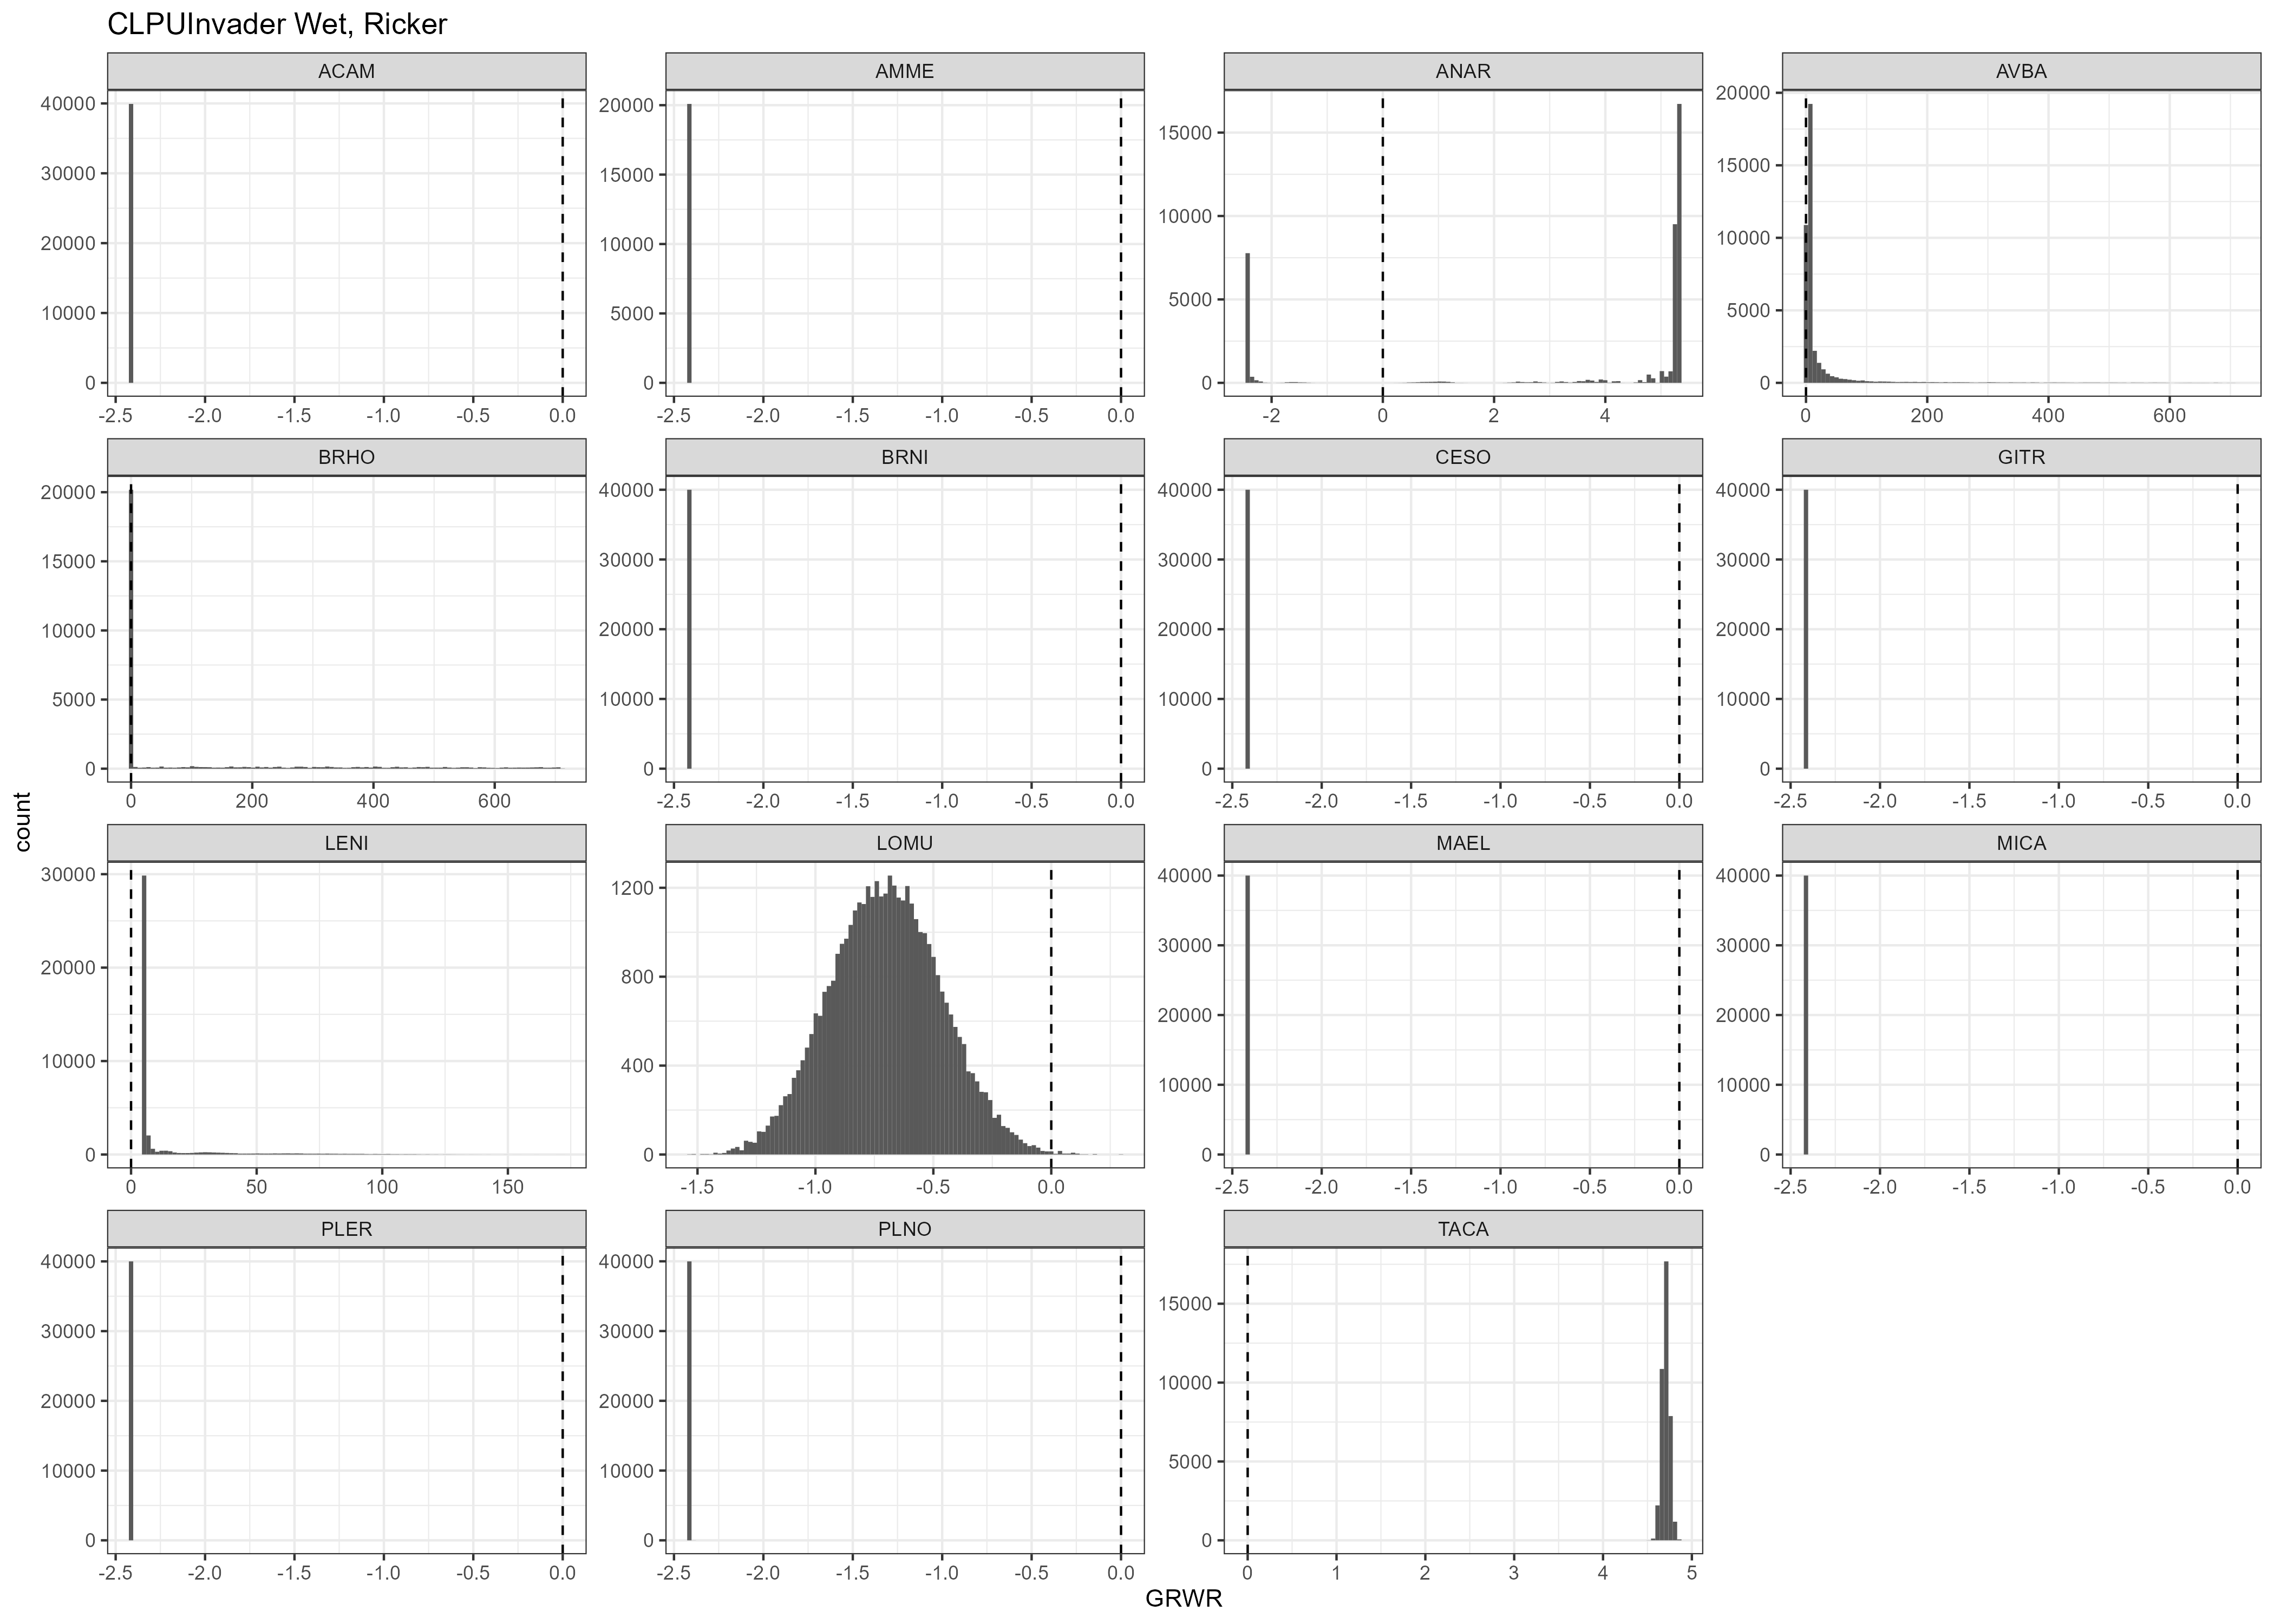 CLPUInvader Wet, Ricker
ACAM AMME ANAR AVBA
40000 20000 15000 20000
30000 15000 10000 15000
20000 10000 5000 10000
10000 5000 0 5000
0 0 0
-2.5 -2.0 -1.5 -1.0 -0.5 0.0 -2.5 -2.0 -1.5 -1.0 -0.5 0.0 -2 0 2 4 0 200 400 600
BRHO BRNI CESO GITR
20000 40000 40000 40000
15000 30000 30000 30000
10000 20000 20000 20000
5000 10000 10000 10000
0 0 0 0
0 200 400 600 -2.5 -2.0 -1.5 -1.0 -0.5 0.0 -2.5 -2.0 -1.5 -1.0 -0.5 0.0 -2.5 -2.0 -1.5 -1.0 -0.5 0.0
count
LENI LOMU MAEL MICA
30000 1200 40000 40000
20000 800 30000 30000
10000 400 20000 20000
0 0 10000 10000
0 0
0 50 100 150 -1.5 -1.0 -0.5 0.0 -2.5 -2.0 -1.5 -1.0 -0.5 0.0 -2.5 -2.0 -1.5 -1.0 -0.5 0.0
PLER PLNO TACA
40000 40000 15000
30000 30000 10000
20000 20000 5000
10000 10000 0
0 0
-2.5 -2.0 -1.5 -1.0 -0.5 0.0 -2.5 -2.0 -1.5 -1.0 -0.5 0.0 0 1 2 3 4 5
GRWR